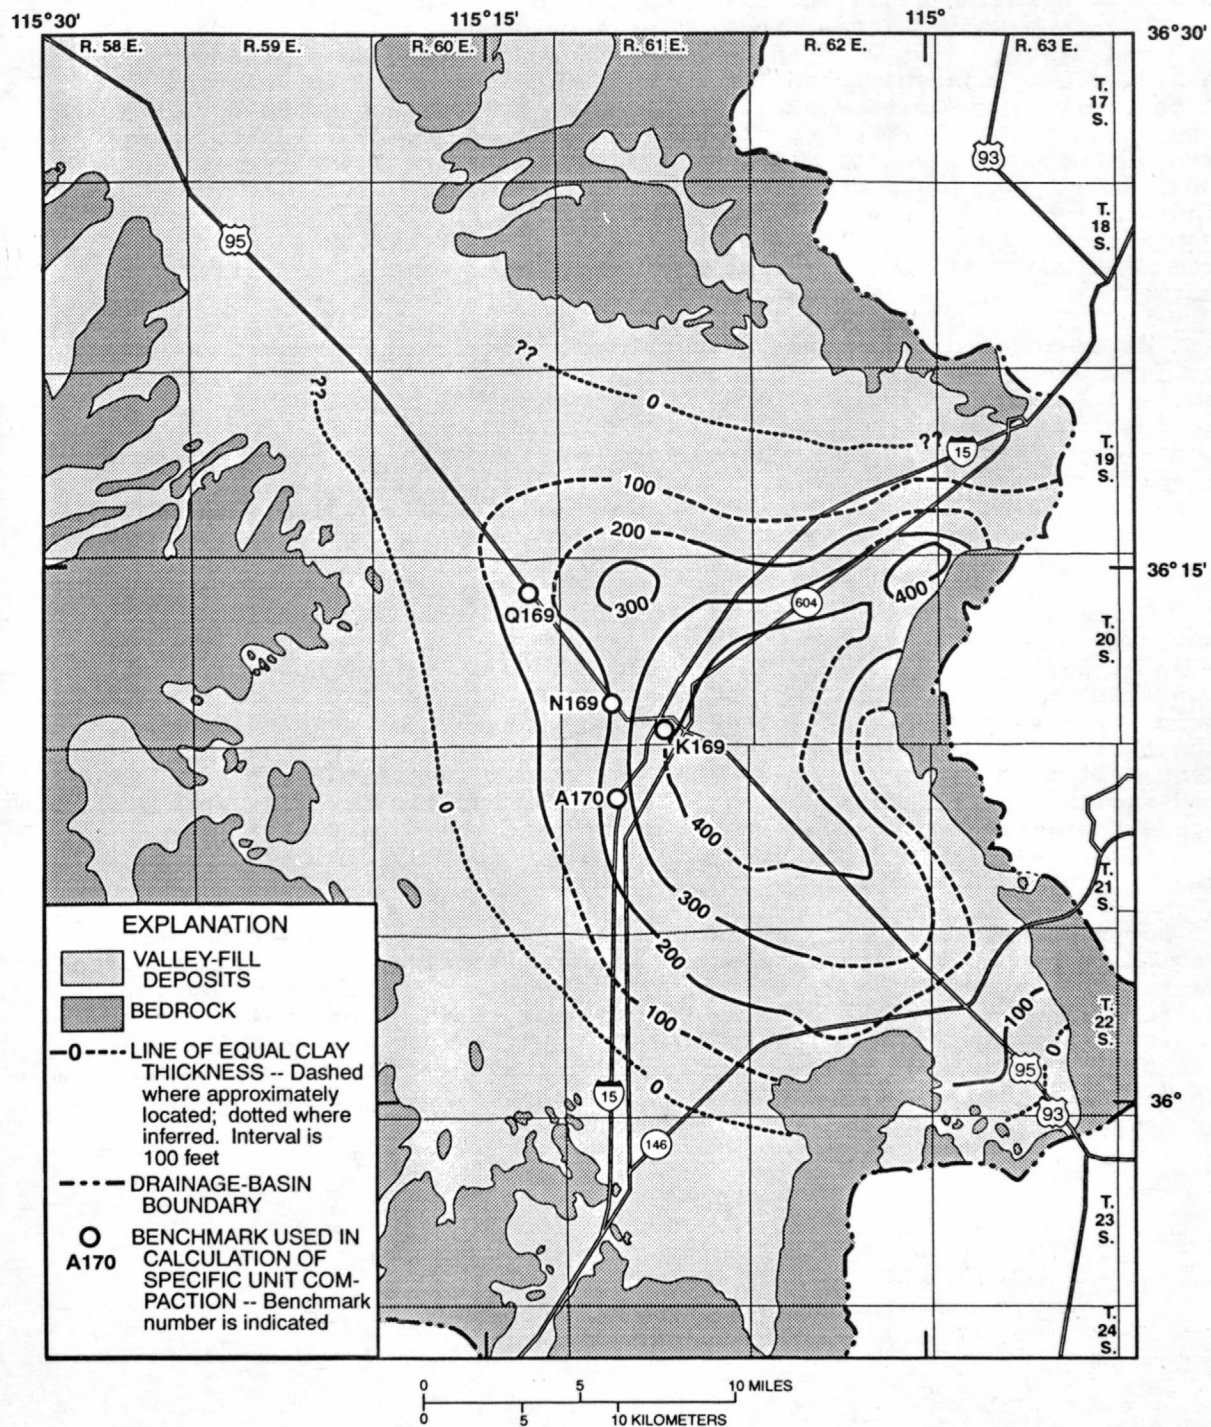 115°30'
115°15'
115°
36°30'
R. 58 E.
R.59 E.
R. 60 E.
R. 61 E.
R. 62 E.
R. 63 E.
T.
17
S.
93
T.
18
S.
95
??
??
0
??
15
T.
19
S.
100
200
36°15'
300
400
604
Q169
T.
20
S.
N169
K169
0
A170
400
T.
21
S.
300
200
100
100
T.
22
S.
0
95
0
15
36°
93
146
T.
23
S.
T.
24
S.
EXPLANATION
VALLEY-FILL
DEPOSITS
BEDROCK
0
LINE OF EQUAL CLAY
THICKNESS -- Dashed
where approximately
located; dotted where
inferred. Interval is
100 feet
DRAINAGE-BASIN
BOUNDARY
A170
BENCHMARK USED IN
CALCULATION OF
SPECIFIC UNIT COM-
PACTION -- Benchmark
number is indicated
0 5 10 MILES
0 5 10 KILOMETERS